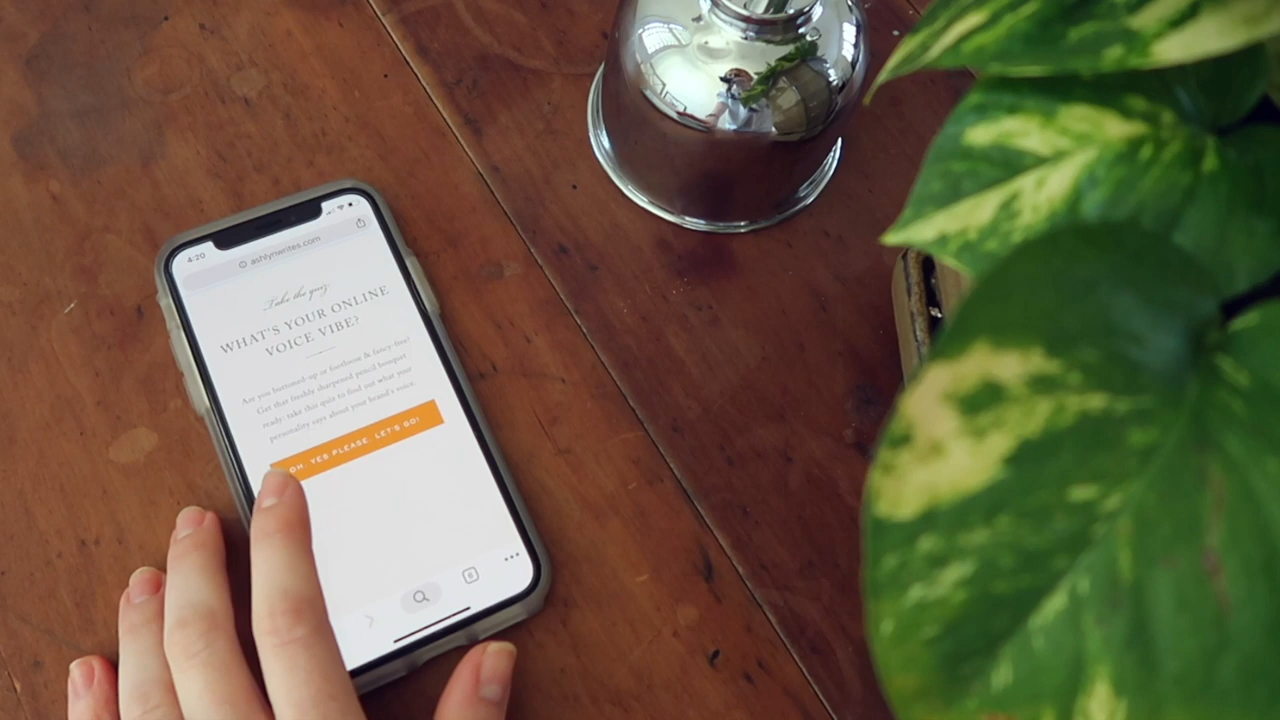 4:20
ashlynwrites.com
Take the quiz
WHAT'S YOUR ONLINE
VOICE VIBE?
Are you buttoned-up or footloose & fancy-free?
Get that freshly sharpened pencil bouquet
ready: take this quiz to find out what your
personality says about your brand's voice.
OH, YES PLEASE. LET'S GO!
8